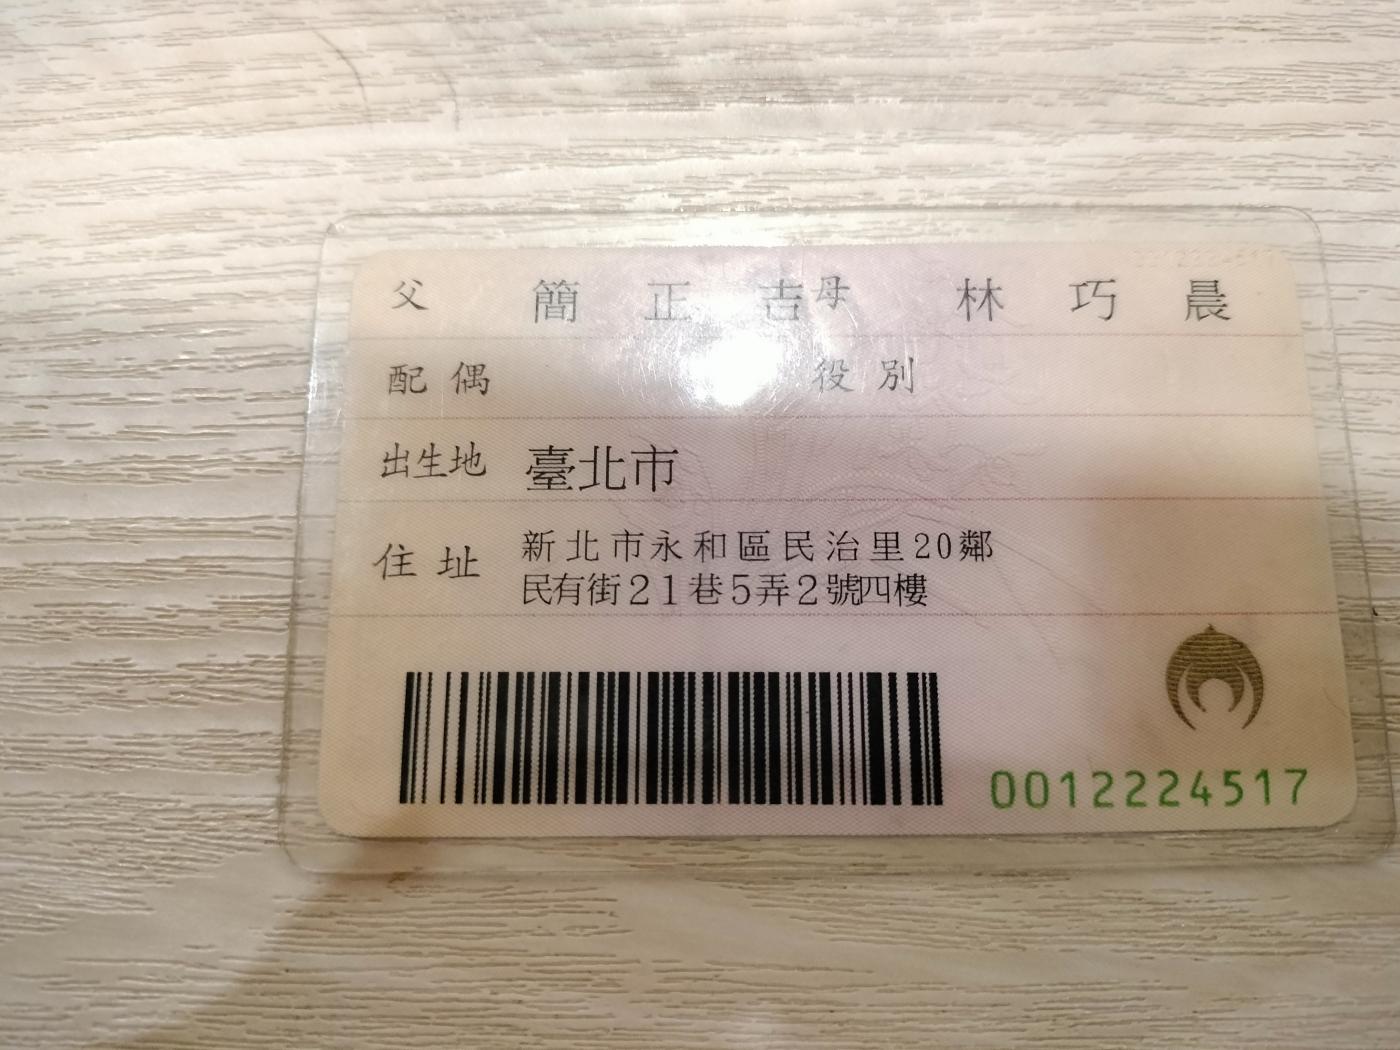 父 簡正吉 母 林巧晨
配偶 役別
出生地 臺北市
住址 新北市永和區民治里20鄰
民有街21巷5弄2號四樓
0012224517